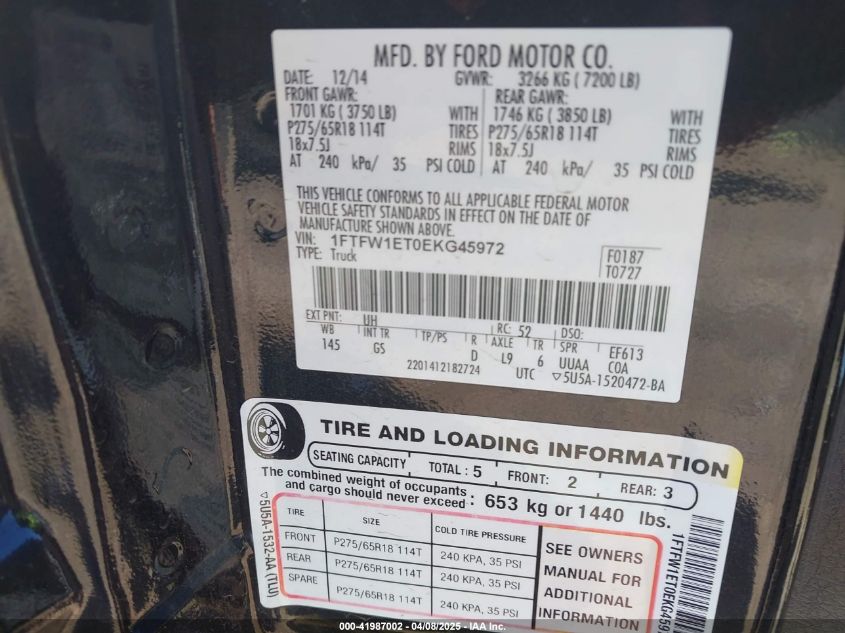 MFD. BY FORD MOTOR CO.
DATE: 12/14 GVWR: 3266 KG ( 7200 LB)
FRONT GAWR: REAR GAWR:
1701 KG ( 3750 LB) WITH 1746 KG ( 3850 LB) WITH
P275/65R18 114T TIRES P275/65R18 114T TIRES
18x7.5J RIMS 18x7.5J RIMS
AT 240 kPa/ 35 PSI COLD AT 240 kPa/ 35 PSI COLD
THIS VEHICLE CONFORMS TO ALL APPLICABLE FEDERAL MOTOR
VEHICLE SAFETY STANDARDS IN EFFECT ON THE DATE OF
MANUFACTURE SHOWN ABOVE.
VIN: 1FTFW1ET0EKG45972 F0187
TYPE: Truck T0727
EXT PNT: UH RC: 52 DSO:
WB INT TR TP/PS R AXLE TR SPR EF613
145 GS D L9 6 UUAA COA
2201412182724 UTC ▽5U5A-1520472-BA
TIRE AND LOADING INFORMATION
SEATING CAPACITY TOTAL : 5 FRONT: 2 REAR: 3
The combined weight of occupants
and cargo should never exceed : 653 kg or 1440 lbs.
TIRE SIZE COLD TIRE PRESSURE
FRONT P275/65R18 114T 240 KPA, 35 PSI
REAR P275/65R18 114T 240 KPA, 35 PSI
SPARE P275/65R18 114T 240 KPA, 35 PSI
SEE OWNERS
MANUAL FOR
ADDITIONAL
INFORMATION
▽5U5A-1532-AA (TLU)
1FTFW1ET0EKG459
000-41987002 - 04/08/2025 - IAAI.COM